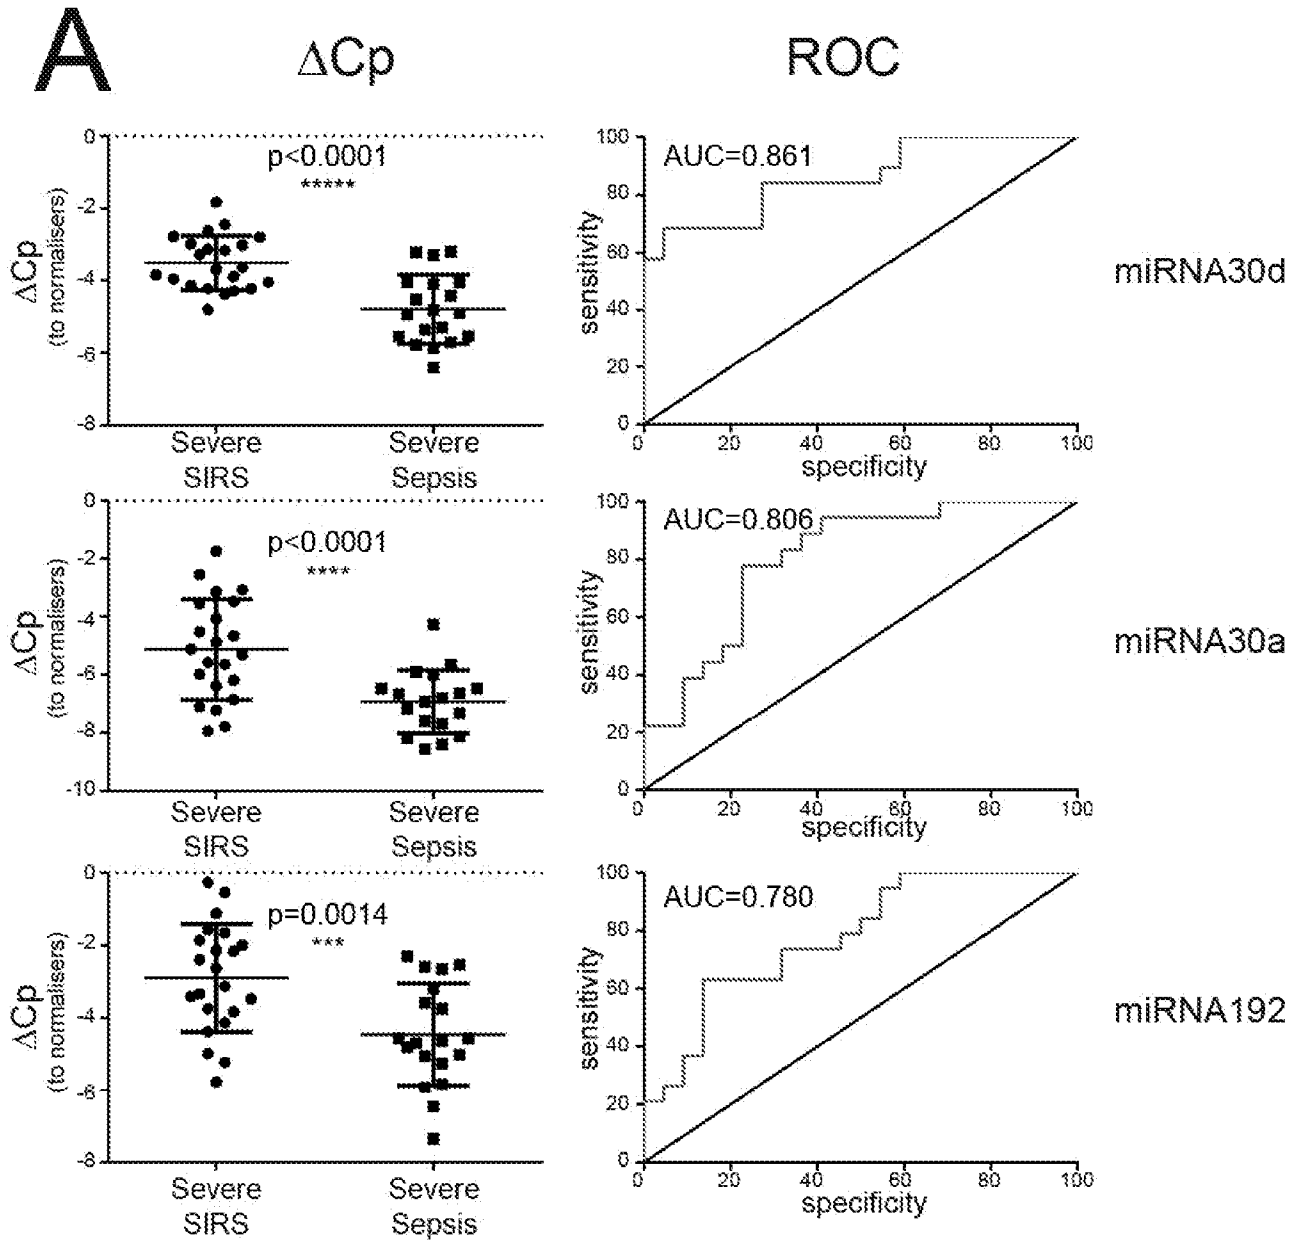 A
ΔCp
ROC
0
-2
-4
-6
-8
ΔCp
(to normalisers)
p<0.0001
*****
Severe
SIRS
Severe
Sepsis
100
80
60
40
20
0
sensitivity
AUC=0.861
0
20
40
60
80
100
specificity
miRNA30d
0
-2
-4
-6
-8
-10
ΔCp
(to normalisers)
p<0.0001
****
Severe
SIRS
Severe
Sepsis
100
80
60
40
20
0
sensitivity
AUC=0.806
0
20
40
60
80
100
specificity
miRNA30a
0
-2
-4
-6
-8
ΔCp
(to normalisers)
p=0.0014
***
Severe
SIRS
Severe
Sepsis
100
80
60
40
20
0
sensitivity
AUC=0.780
0
20
40
60
80
100
specificity
miRNA192